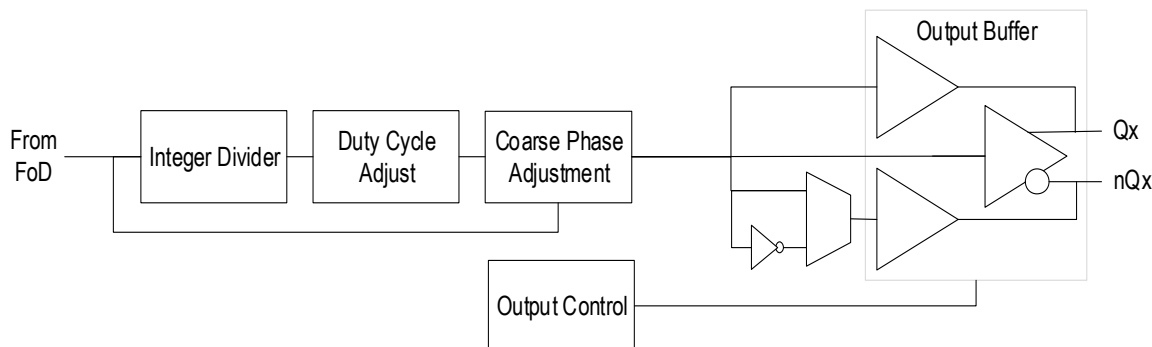 Output Buffer
From
FoD
Integer Divider
Duty Cycle
Adjust
Coarse Phase
Adjustment
Qx
nQx
Output Control